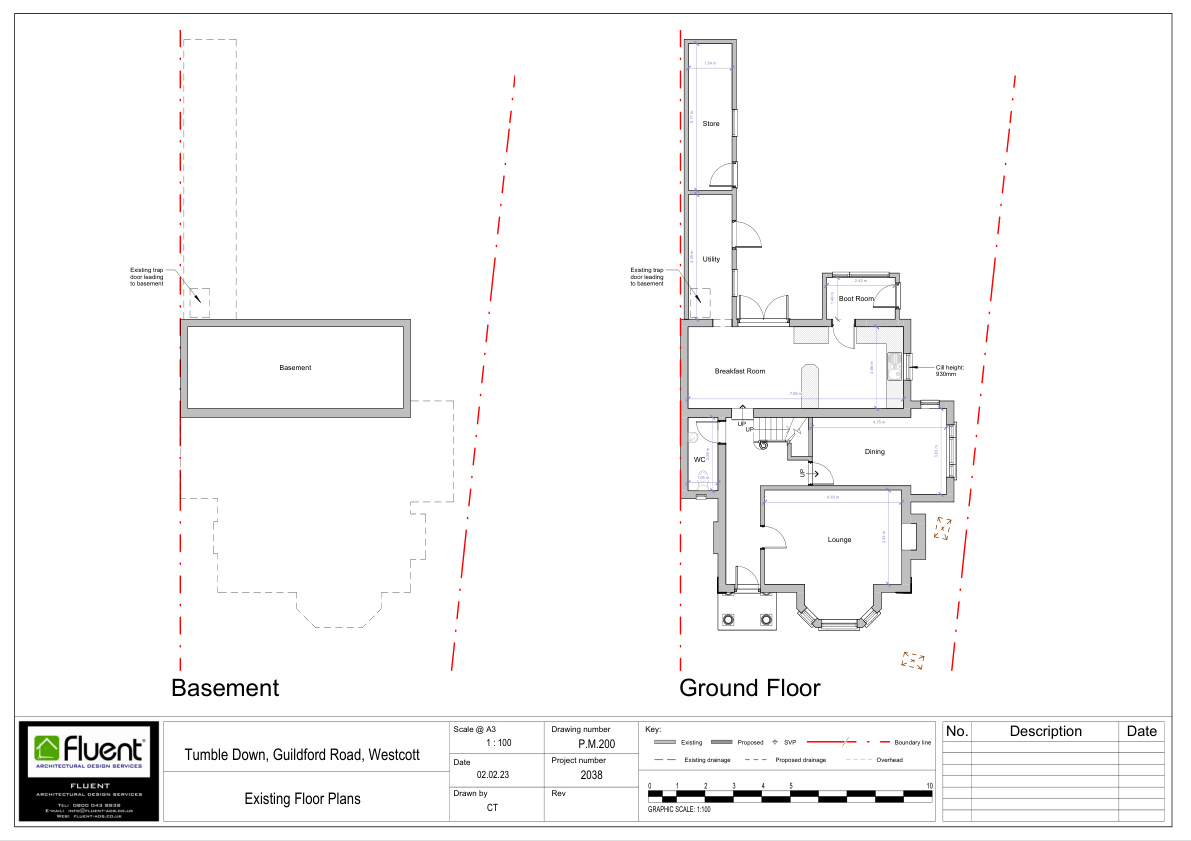 1.54 m
Store
Utility
Existing trap
door leading
to basement
Existing trap
door leading
to basement
2.42 m
Boot Room
Basement
Breakfast Room
Cill height:
930mm
UP
UP
4.75 m
Dining
WC
UP
Lounge
Basement
Ground Floor
fluent
ARCHITECTURAL DESIGN SERVICES
FLUENT
ARCHITECTURAL DESIGN SERVICES
Tel: 0800 043 8838
E-mail: info@fluent-ads.co.uk
Web: fluent-ads.co.uk
Tumble Down, Guildford Road, Westcott
Existing Floor Plans
Scale @ A3
1 : 100
Date
02.02.23
Drawn by
CT
Drawing number
P.M.200
Project number
2038
Rev
Key:
Existing
Proposed
SVP
Boundary line
Existing drainage
Proposed drainage
Overhead
0 1 2 3 4 5 10
GRAPHIC SCALE: 1:100
No. Description Date